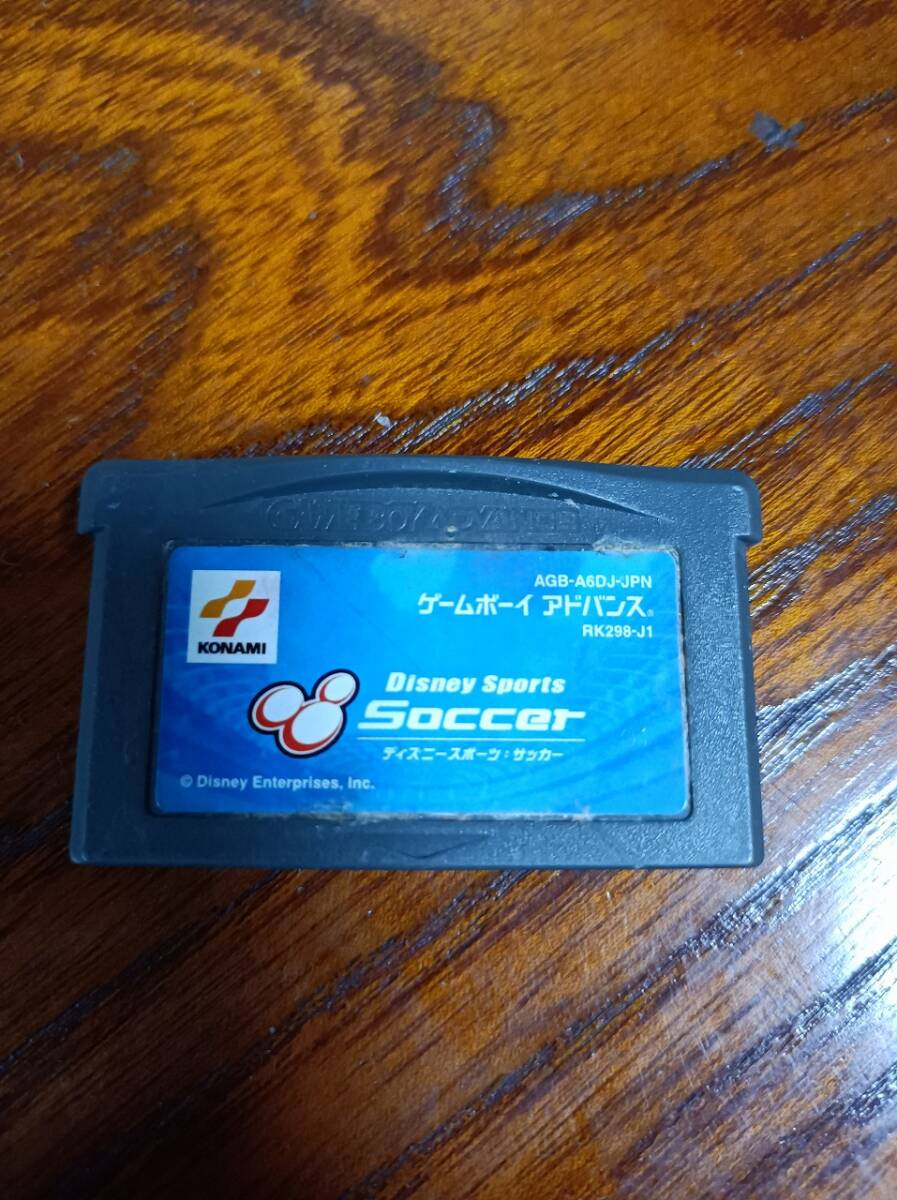 GAME BOY ADVANCE
AGB-A6DJ-JPN
ゲームボーイ アドバンス®
RK298-J1
KONAMI
Disney Sports
Soccer
ディズニースポーツ:サッカー
© Disney Enterprises, Inc.